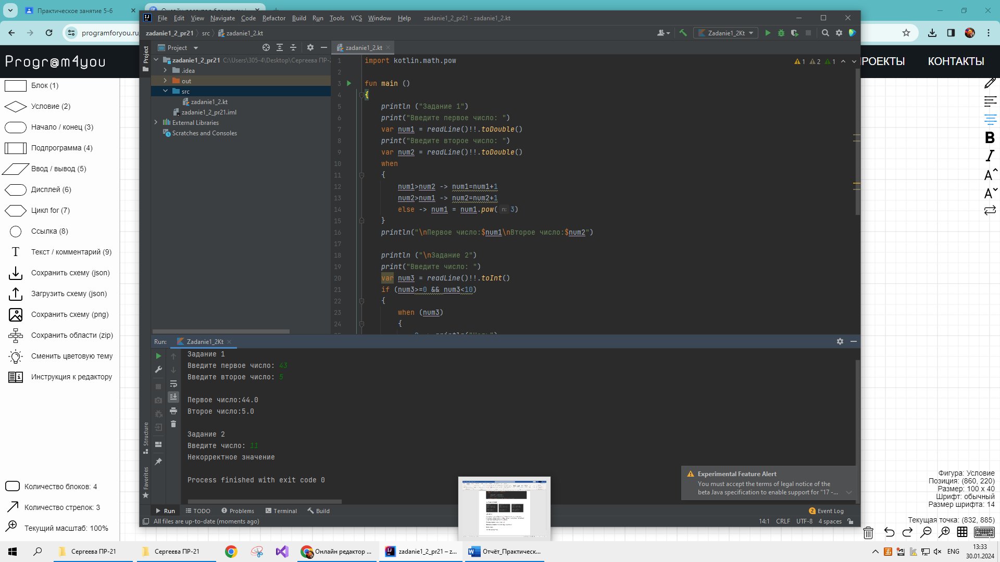 Практическое занятие 5-6
programforyou.ru
Progr@m4you
РОЕКТЫ
КОНТАКТЫ
Блок (1)
Условие (2)
Начало / конец (3)
Подпрограмма (4)
Ввод / вывод (5)
Дисплей (6)
Цикл for (7)
Ссылка (8)
Текст / комментарий (9)
Сохранить схему (json)
Загрузить схему (json)
Сохранить схему (png)
Сохранить области (zip)
Сменить цветовую тему
Инструкция к редактору
Количество блоков: 4
Количество стрелок: 3
Текущий масштаб: 100%
File Edit View Navigate Code Refactor Build Run Tools VCS Window Help zadanie1_2_pr21 - zadanie1_2.kt
zadanie1_2_pr21 src zadanie1_2.kt
Zadanie1_2Kt
Project
Project
zadanie1_2.kt
zadanie1_2_pr21 C:\Users\305-4\Desktop\Сергеева ПР-2
.idea
out
src
zadanie1_2.kt
zadanie1_2_pr21.iml
External Libraries
Scratches and Consoles
1 2 1
1 import kotlin.math.pow
2
3 fun main ()
4 {
5 println ("Задание 1")
6 print("Введите первое число: ")
7 var num1 = readLine()!!.toDouble()
8 print("Введите второе число: ")
9 var num2 = readLine()!!.toDouble()
10 when
11 {
12 num1>num2 -> num1=num1+1
13 num2>num1 -> num2=num2+1
14 else -> num1 = num1.pow( n: 3)
15 }
16 println("\nПервое число:$num1\nВторое число:$num2")
17
18 println ("\nЗадание 2")
19 print("Введите число: ")
20 var num3 = readLine()!!.toInt()
21 if (num3>=0 && num3<10)
22 {
23 when (num3)
24 {
Run: Zadanie1_2Kt
Задание 1
Введите первое число: 43
Введите второе число: 5
Первое число:44.0
Второе число:5.0
Задание 2
Введите число: 11
Некорректное значение
Process finished with exit code 0
Structure
Favorites
Experimental Feature Alert
You must accept the terms of legal notice of the
beta Java specification to enable support for "17 -...
Run TODO Problems Terminal Build
2 Event Log
All files are up-to-date (moments ago)
14:1 CRLF UTF-8 4 spaces
B
I
A
A
Фигура: Условие
Позиция: (860, 220)
Размер: 100 x 40
Шрифт: обычный
Размер шрифта: 14
Текущая точка: (832, 885)
Сергеева ПР-21
Сергеева ПР-21
Онлайн редактор ...
zadanie1_2_pr21 – z...
Отчёт_Практическ...
ENG
13:33
30.01.2024